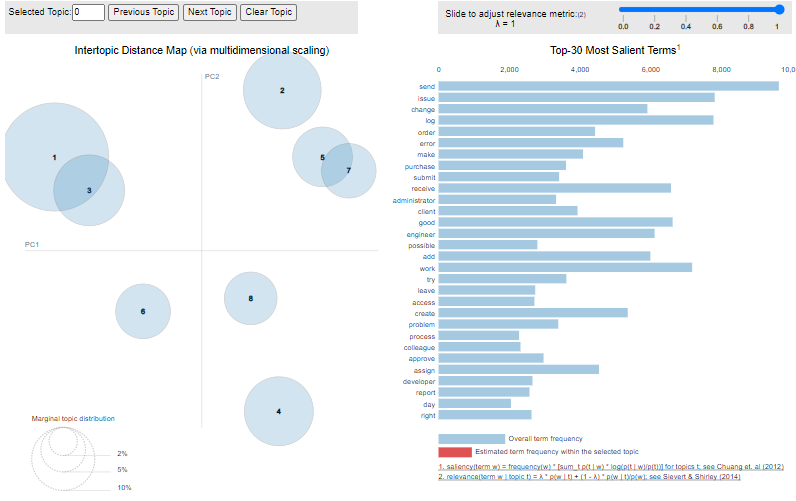 Selected Topic: 0 Previous Topic Next Topic Clear Topic
Slide to adjust relevance metric:(2)
λ = 1
0.0 0.2 0.4 0.6 0.8 1
Intertopic Distance Map (via multidimensional scaling)
PC2
PC1
1
2
3
4
5
6
7
8
Marginal topic distribution
2%
5%
10%
Top-30 Most Salient Terms1
0 2,000 4,000 6,000 8,000 10,0
send
issue
change
log
order
error
make
purchase
submit
receive
administrator
client
good
engineer
possible
add
work
try
leave
access
create
problem
process
colleague
approve
assign
developer
report
day
right
Overall term frequency
Estimated term frequency within the selected topic
1. saliency(term w) = frequency(w) * [sum_t p(t | w) * log(p(t | w)/p(t))] for topics t; see Chuang et. al (2012)
2. relevance(term w | topic t) = λ * p(w | t) + (1 - λ) * p(w | t)/p(w); see Sievert & Shirley (2014)